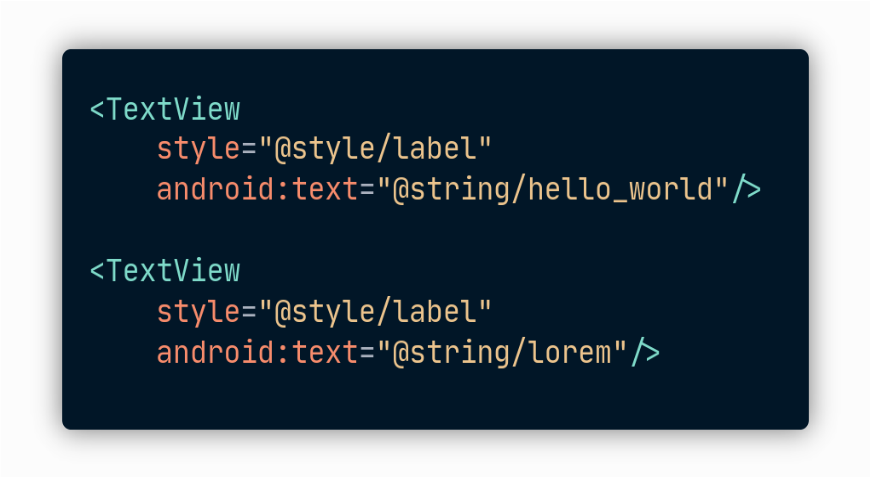 <TextView
style="@style/label"
android:text="@string/hello_world"/>
<TextView
style="@style/label"
android:text="@string/lorem"/>